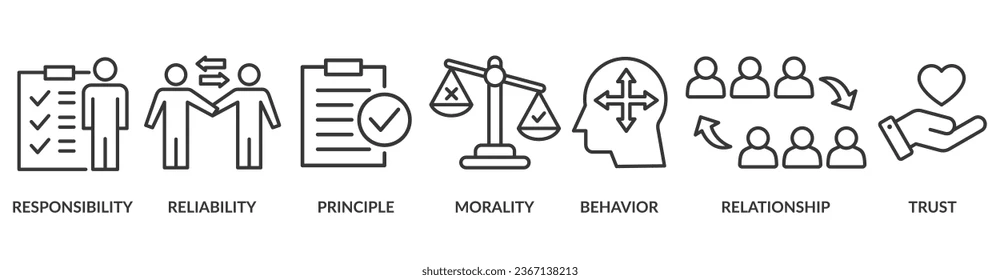 RESPONSIBILITY RELIABILITY PRINCIPLE MORALITY BEHAVIOR RELATIONSHIP TRUST
shutterstock.com · 2367138213